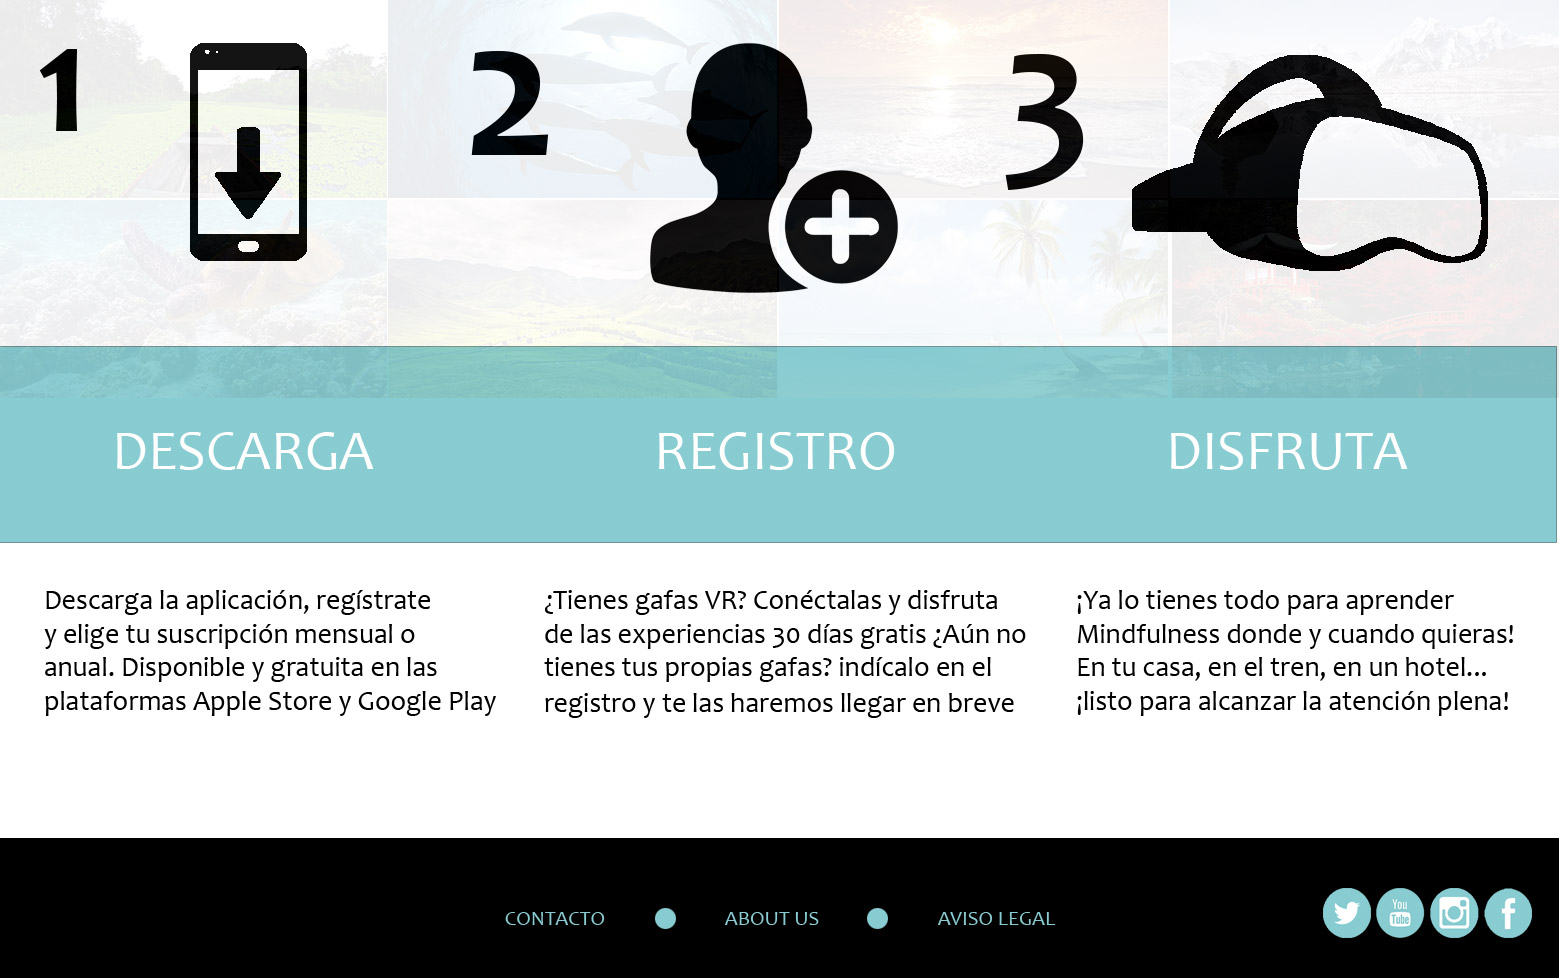 1
2
3
DESCARGA
REGISTRO
DISFRUTA
Descarga la aplicación, regístrate
y elige tu suscripción mensual o
anual. Disponible y gratuita en las
plataformas Apple Store y Google Play
¿Tienes gafas VR? Conéctalas y disfruta
de las experiencias 30 días gratis ¿Aún no
tienes tus propias gafas? indícalo en el
registro y te las haremos llegar en breve
¡Ya lo tienes todo para aprender
Mindfulness donde y cuando quieras!
En tu casa, en el tren, en un hotel...
¡listo para alcanzar la atención plena!
CONTACTO
ABOUT US
AVISO LEGAL
You
Tube